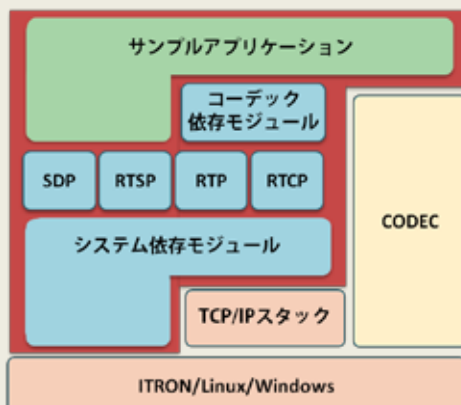 サンプルアプリケーション
コーデック
依存モジュール
SDP
RTSP
RTP
RTCP
CODEC
システム依存モジュール
TCP/IPスタック
ITRON/Linux/Windows